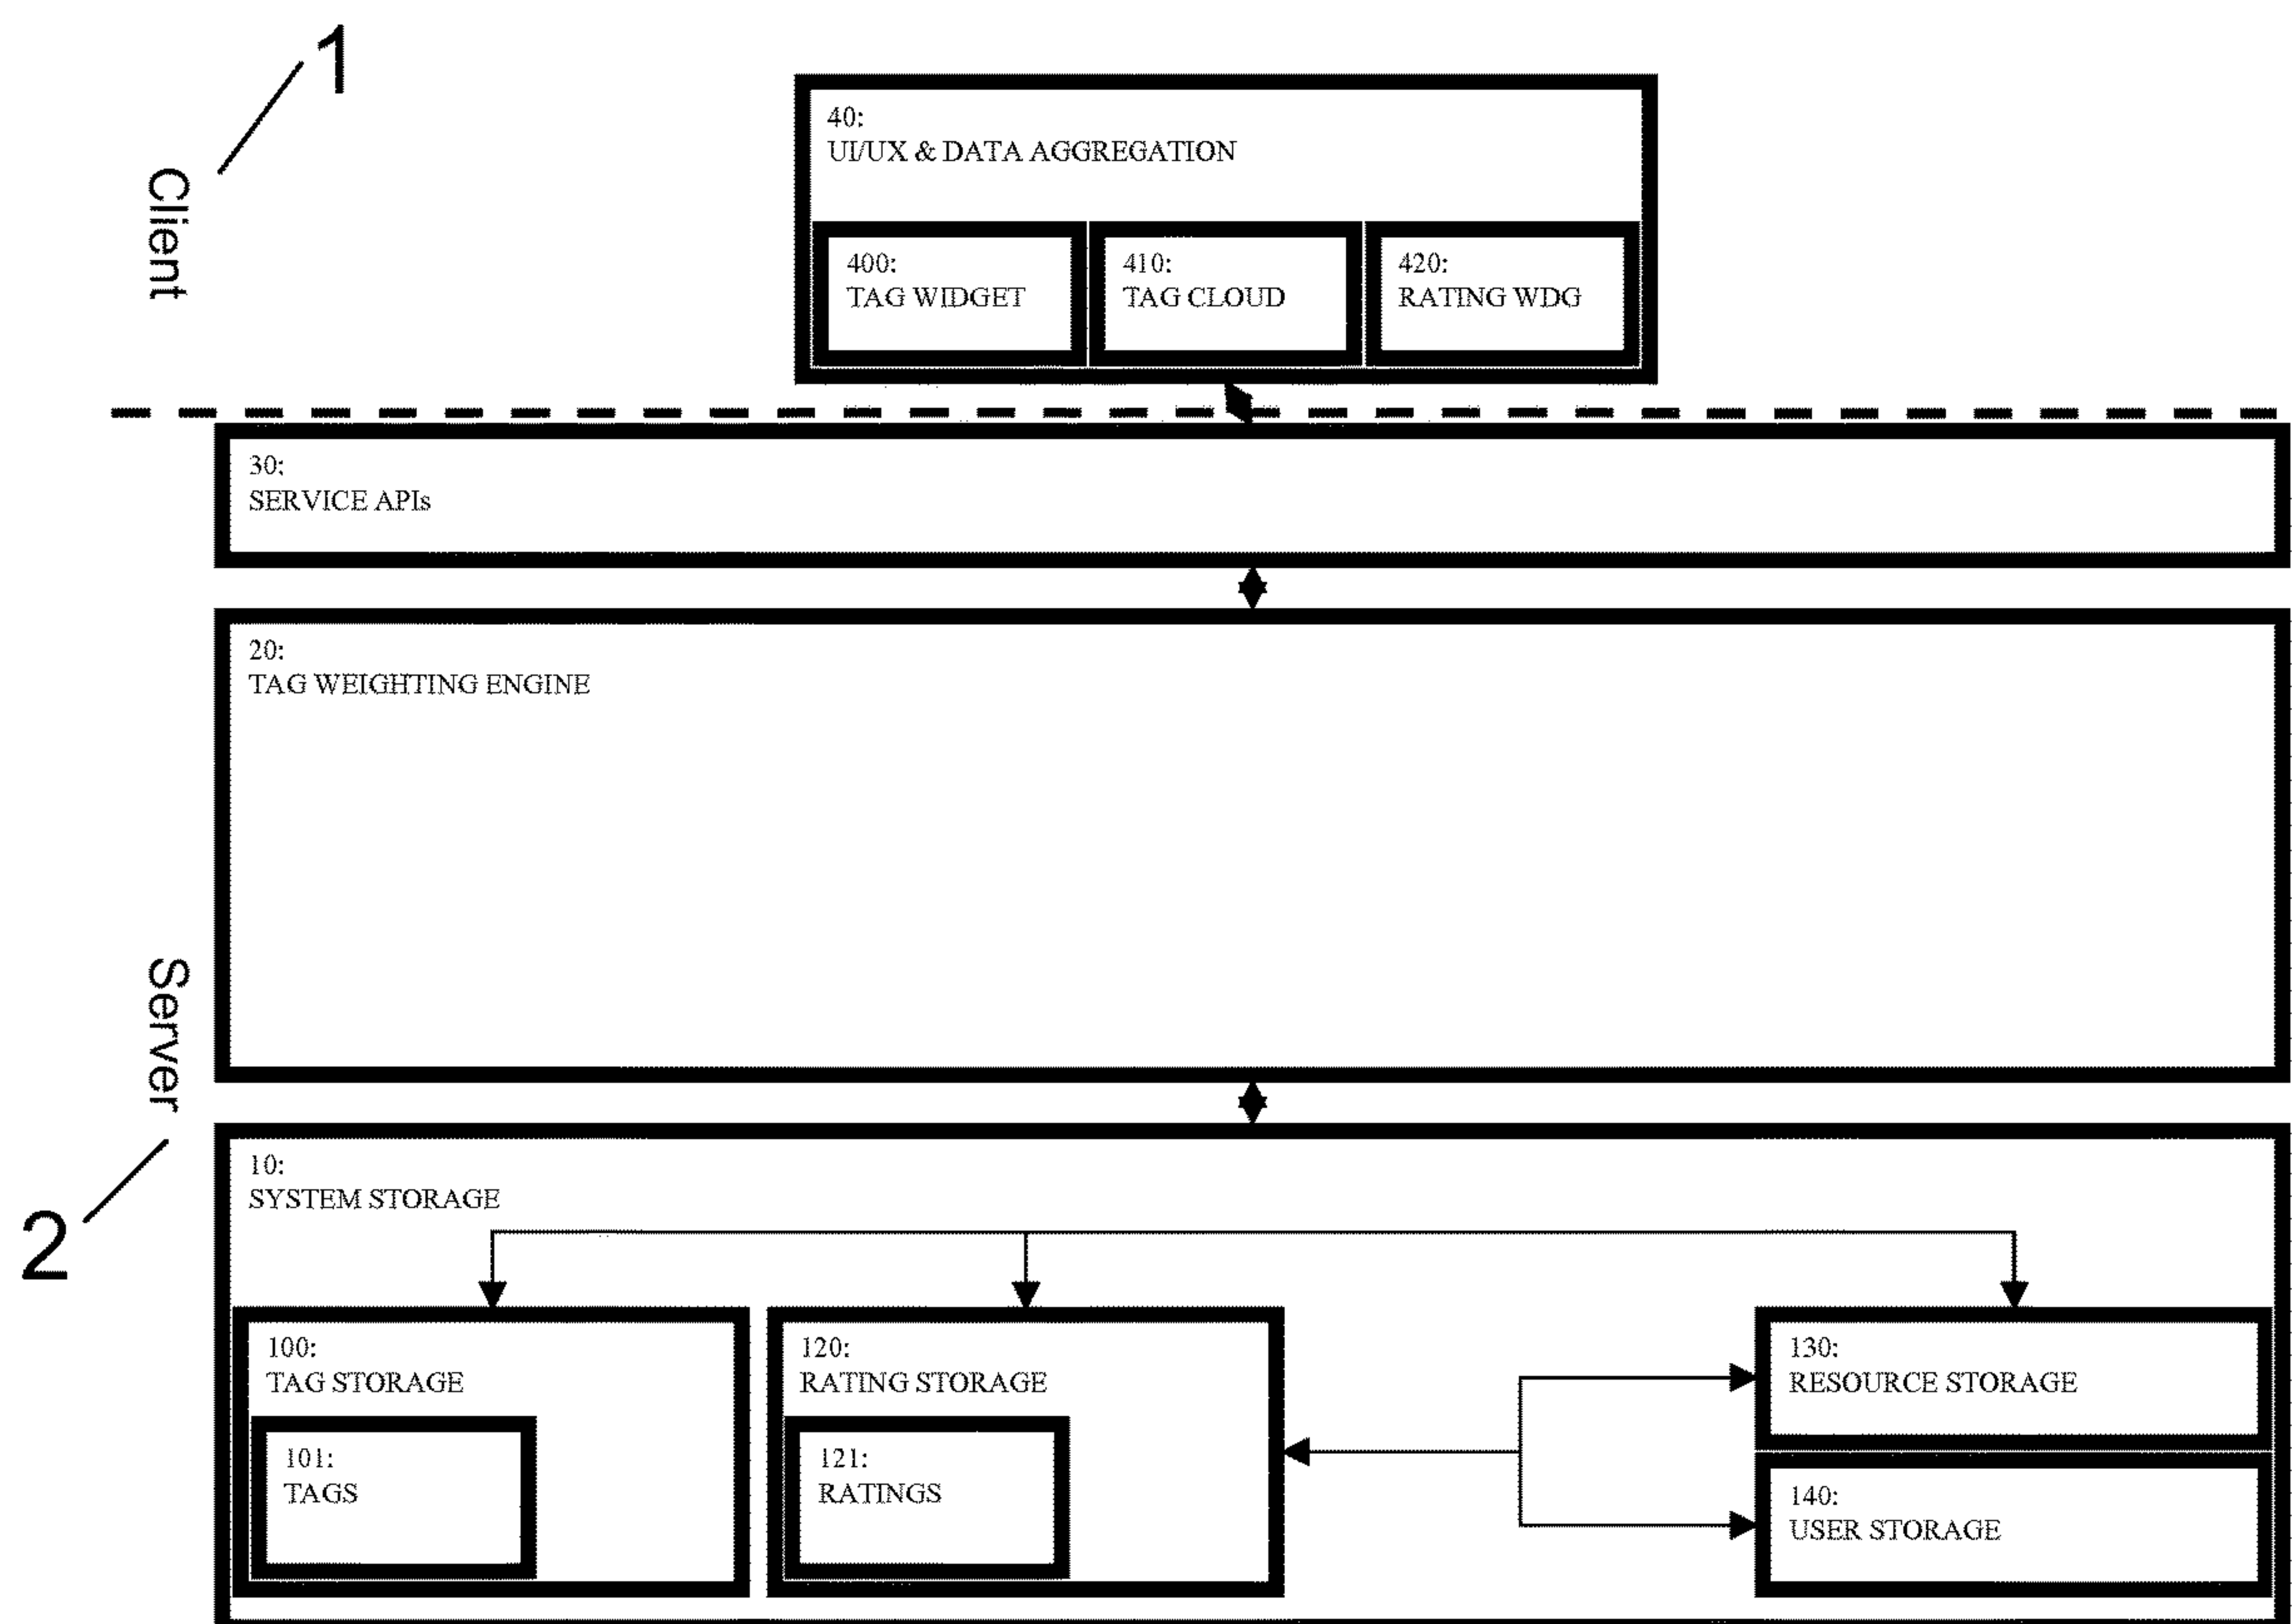 1
Client
40:
UI/UX & DATA AGGREGATION
400:
TAG WIDGET
410:
TAG CLOUD
420:
RATING WDG
30:
SERVICE APIs
20:
TAG WEIGHTING ENGINE
Server
2
10:
SYSTEM STORAGE
100:
TAG STORAGE
101:
TAGS
120:
RATING STORAGE
121:
RATINGS
130:
RESOURCE STORAGE
140:
USER STORAGE